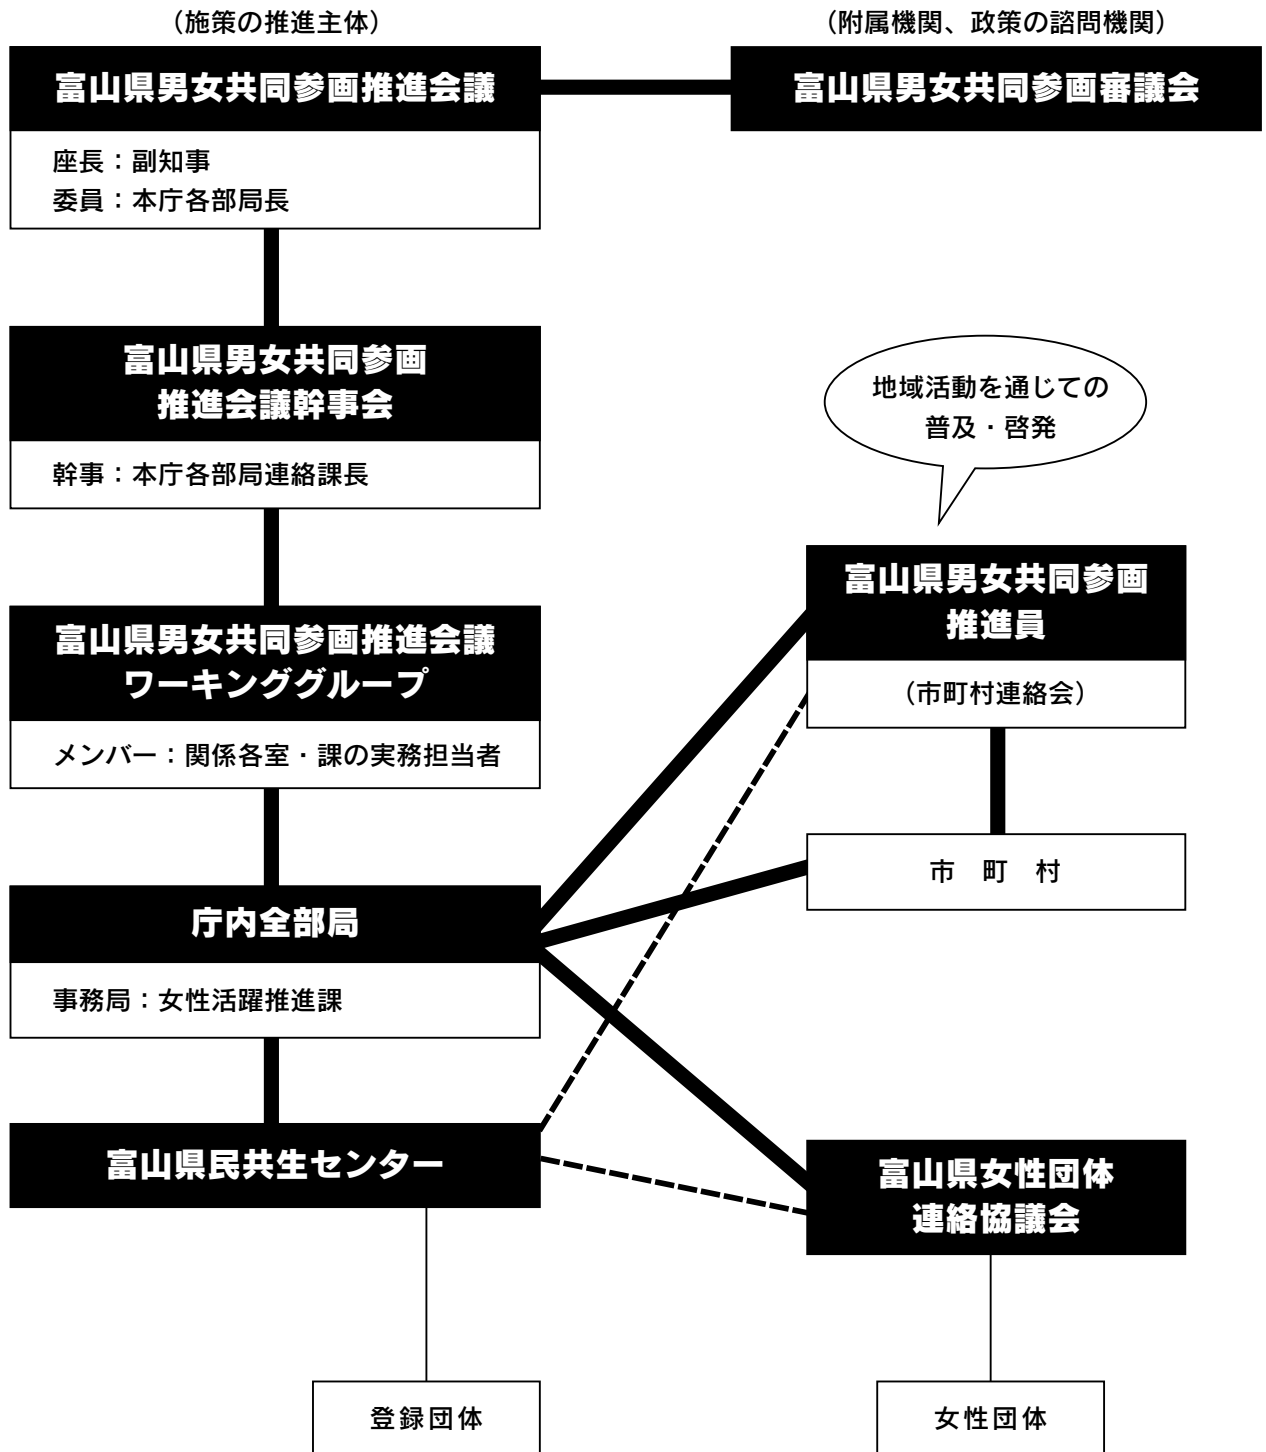 （施策の推進主体）
富山県男女共同参画推進会議
座長：副知事
委員：本庁各部局長
（附属機関、政策の諮問機関）
富山県男女共同参画審議会
富山県男女共同参画
推進会議幹事会
幹事：本庁各部局連絡課長
地域活動を通じての
普及・啓発
富山県男女共同参画推進会議
ワーキンググループ
メンバー：関係各室・課の実務担当者
富山県男女共同参画
推進員
（市町村連絡会）
市　町　村
庁内全部局
事務局：女性活躍推進課
富山県民共生センター
富山県女性団体
連絡協議会
登録団体
女性団体